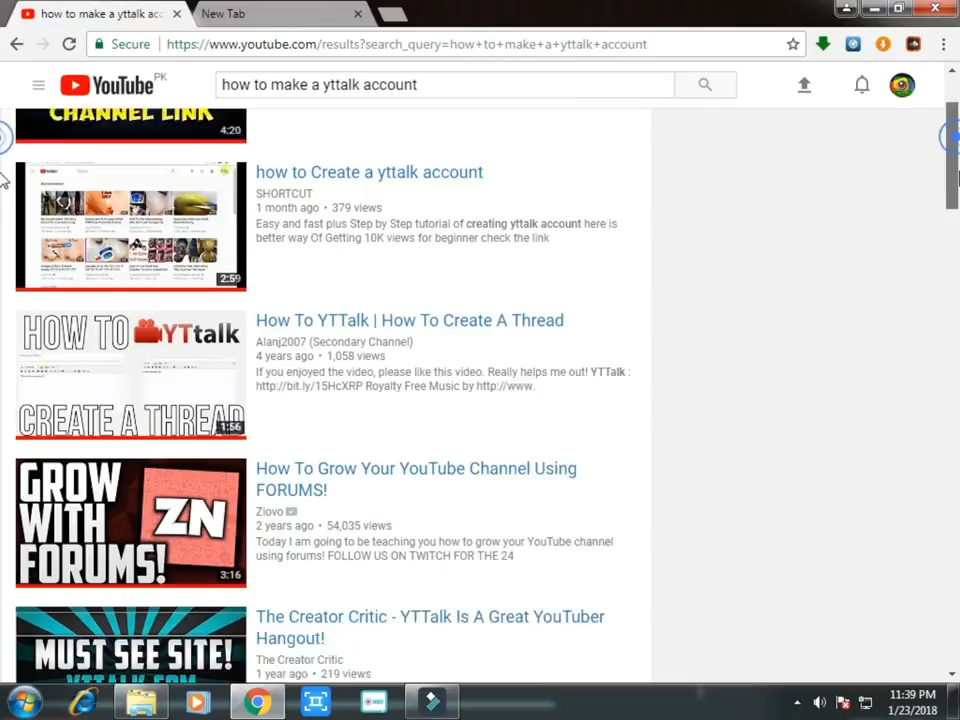 how to make a yttalk acc
New Tab
Secure
https://www.youtube.com/results?search_query=how+to+make+a+yttalk+account
YouTube PK
how to make a yttalk account
CHANNEL LINK
4:20
how to Create a yttalk account
SHORTCUT
1 month ago • 379 views
Easy and fast plus Step by Step tutorial of creating yttalk account here is
better way Of Getting 10K views for beginner check the link
2:59
HOW TO YTtalk
CREATE A THREAD
1:56
How To YTTalk | How To Create A Thread
Alanj2007 (Secondary Channel)
4 years ago • 1,058 views
If you enjoyed the video, please like this video. Really helps me out! YTTalk :
http://bit.ly/15HcXRP Royalty Free Music by http://www.
GROW
WITH
FORUMS!
ZN
3:16
How To Grow Your YouTube Channel Using
FORUMS!
Ziovo
2 years ago • 54,035 views
Today I am going to be teaching you how to grow your YouTube channel
using forums! FOLLOW US ON TWITCH FOR THE 24
MUST SEE SITE!
YTTALK.COM
The Creator Critic - YTTalk Is A Great YouTuber
Hangout!
The Creator Critic
1 year ago • 219 views
11:39 PM
1/23/2018